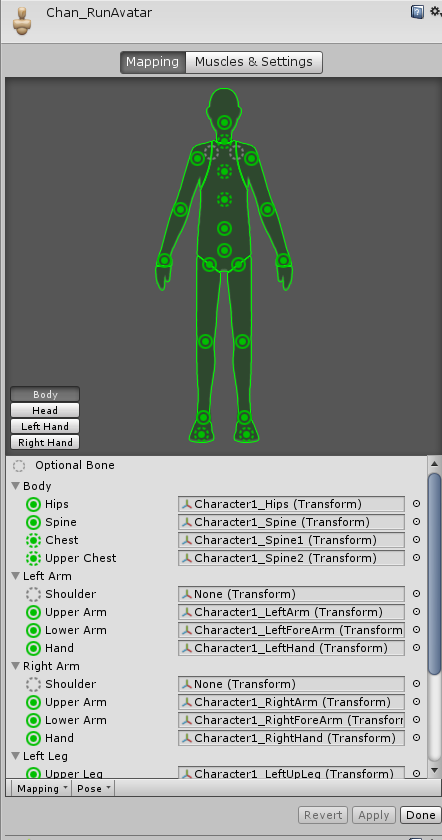 Chan_RunAvatar
Mapping Muscles & Settings
Body
Head
Left Hand
Right Hand
Optional Bone
Body
Hips Character1_Hips (Transform)
Spine Character1_Spine (Transform)
Chest Character1_Spine1 (Transform)
Upper Chest Character1_Spine2 (Transform)
Left Arm
Shoulder None (Transform)
Upper Arm Character1_LeftArm (Transform)
Lower Arm Character1_LeftForeArm (Transform
Hand Character1_LeftHand (Transform)
Right Arm
Shoulder None (Transform)
Upper Arm Character1_RightArm (Transform)
Lower Arm Character1_RightForeArm (Transfor
Hand Character1_RightHand (Transform)
Left Leg
Upper Leg Character1_LeftUpLeg (Transform)
Mapping Pose
Revert Apply Done